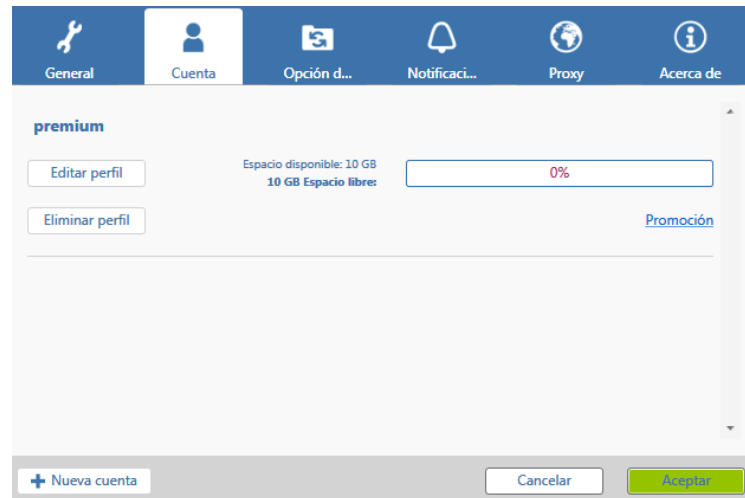 General Cuenta Opción d... Notificaci... Proxy Acerca de
premium
Editar perfil
Espacio disponible: 10 GB
10 GB Espacio libre:
0%
Eliminar perfil
Promoción
Nueva cuenta
Cancelar
Aceptar